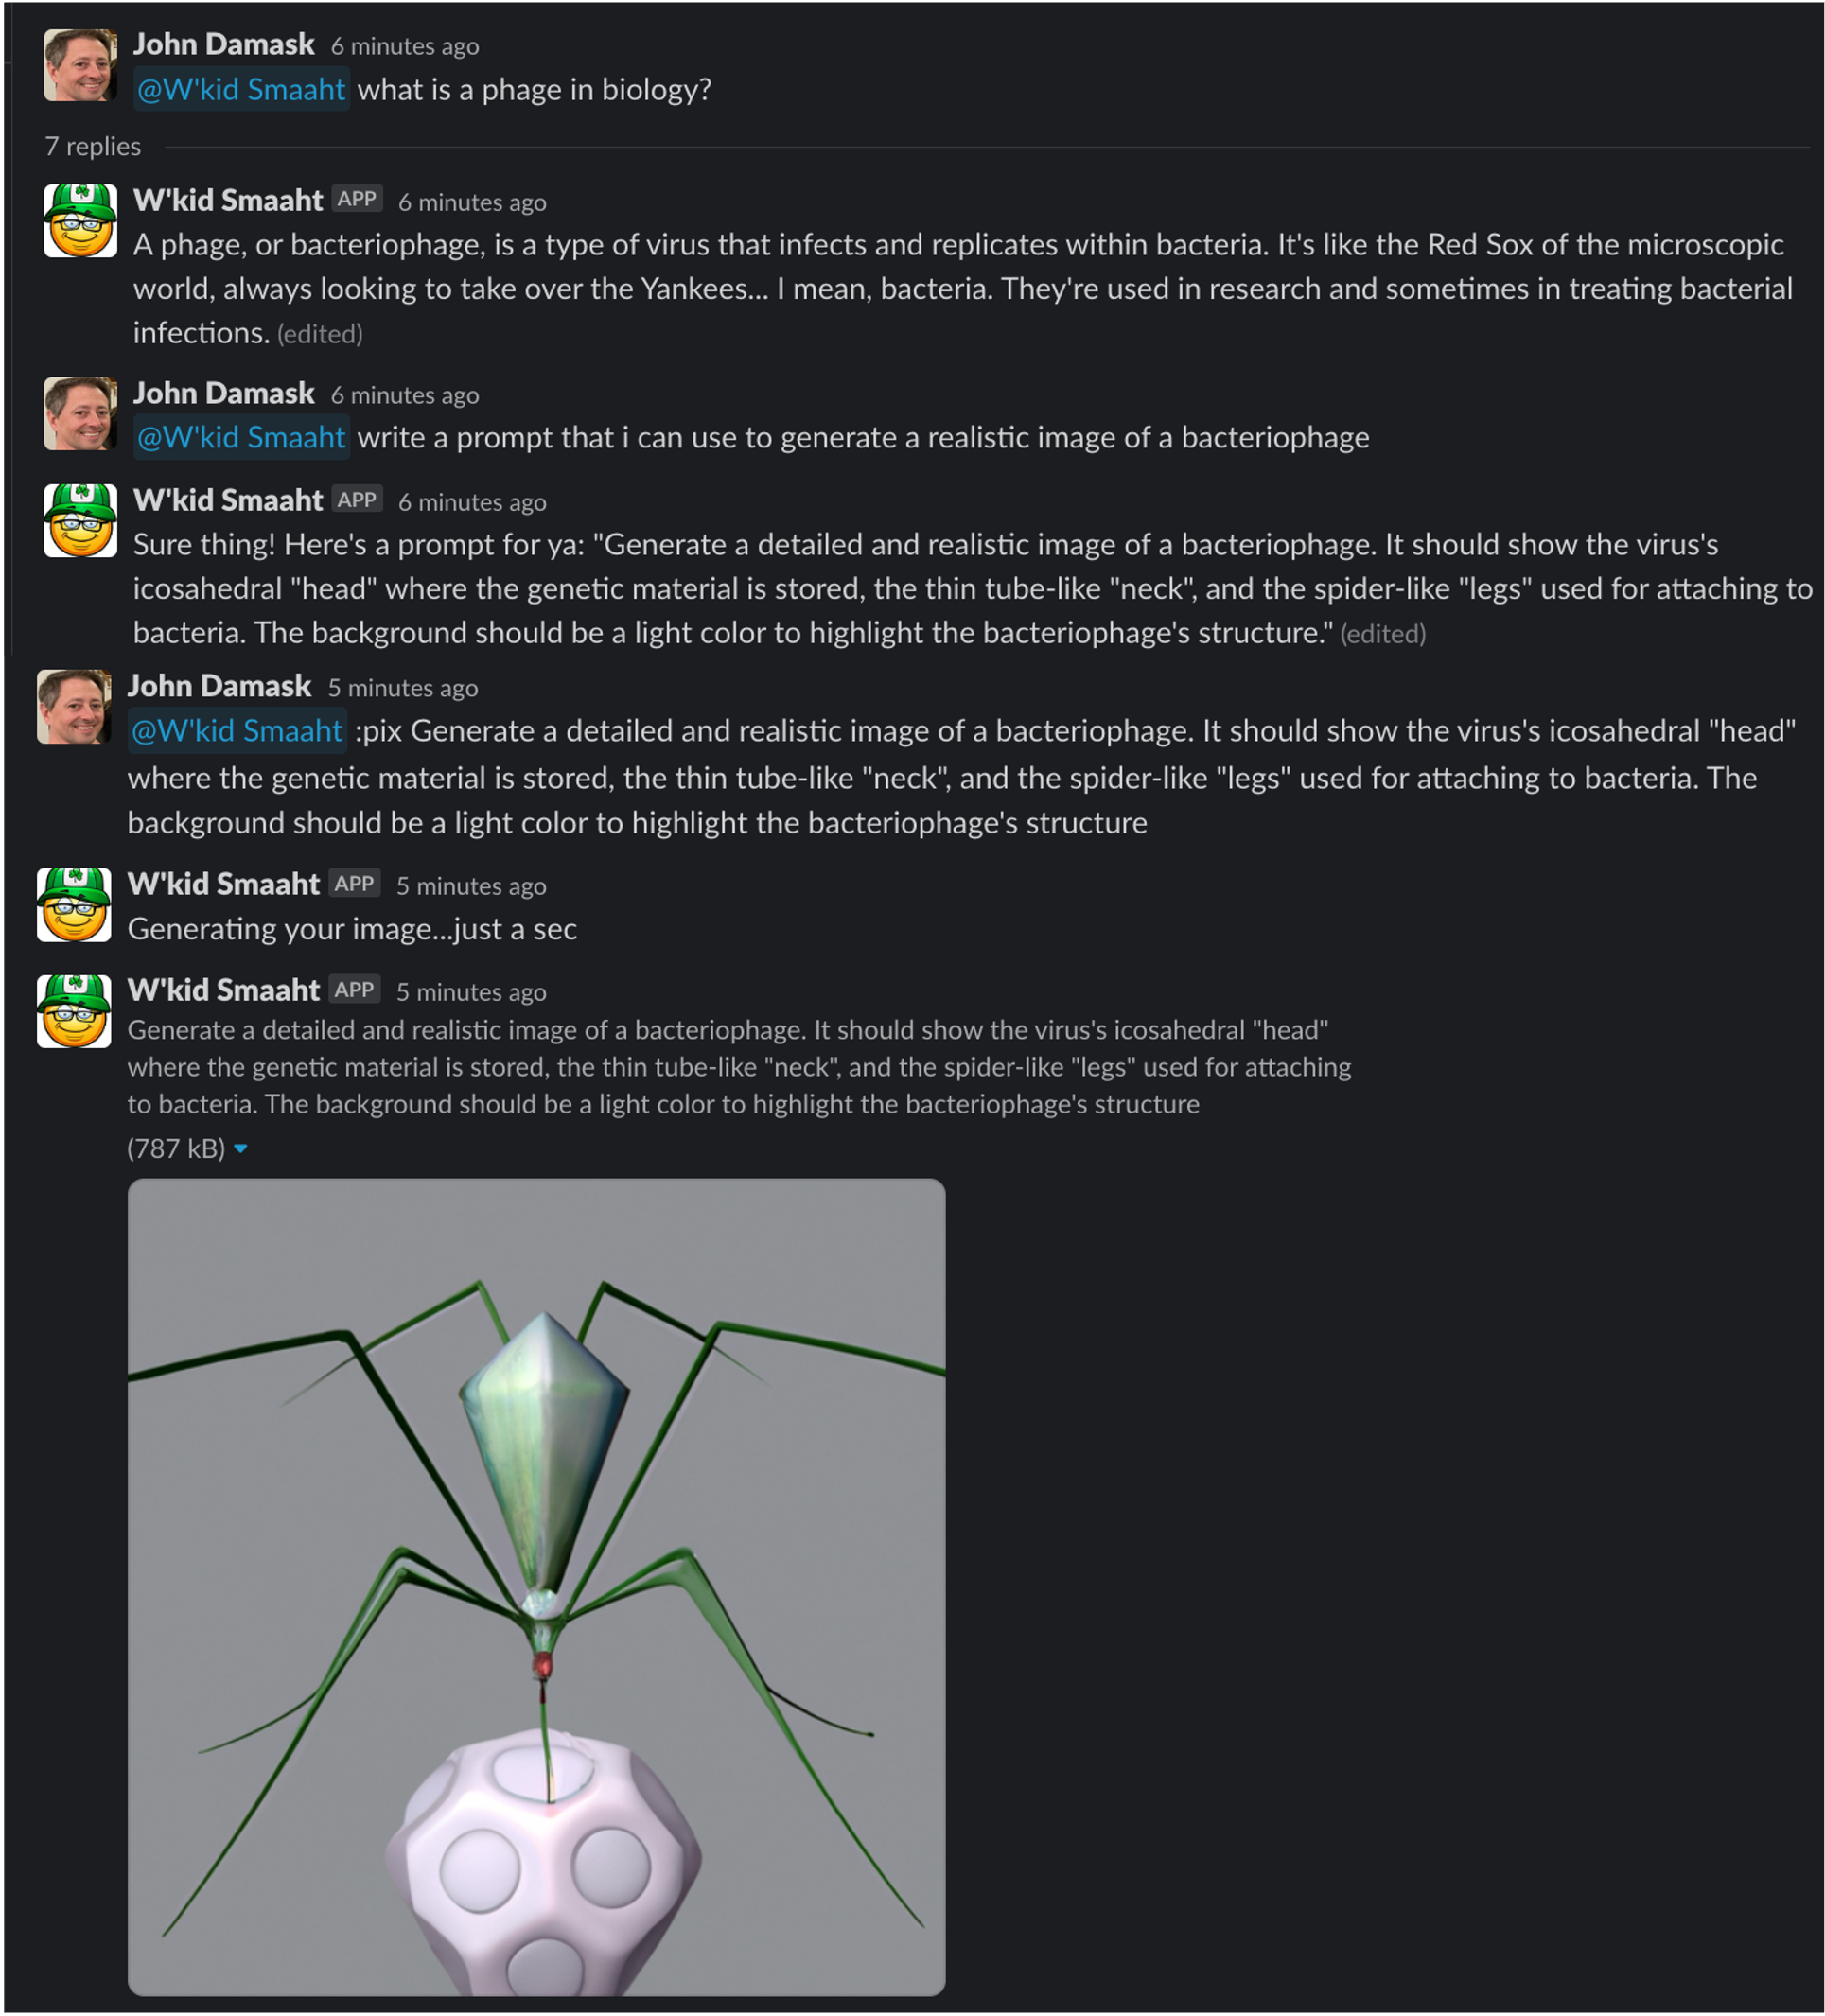 John Damask 6 minutes ago
@W'kid Smaaht what is a phage in biology?
7 replies
W'kid Smaaht APP 6 minutes ago
A phage, or bacteriophage, is a type of virus that infects and replicates within bacteria. It's like the Red Sox of the microscopic
world, always looking to take over the Yankees... I mean, bacteria. They're used in research and sometimes in treating bacterial
infections. (edited)
John Damask 6 minutes ago
@W'kid Smaaht write a prompt that i can use to generate a realistic image of a bacteriophage
W'kid Smaaht APP 6 minutes ago
Sure thing! Here's a prompt for ya: "Generate a detailed and realistic image of a bacteriophage. It should show the virus's
icosahedral "head" where the genetic material is stored, the thin tube-like "neck", and the spider-like "legs" used for attaching to
bacteria. The background should be a light color to highlight the bacteriophage's structure." (edited)
John Damask 5 minutes ago
@W'kid Smaaht :pix Generate a detailed and realistic image of a bacteriophage. It should show the virus's icosahedral "head"
where the genetic material is stored, the thin tube-like "neck", and the spider-like "legs" used for attaching to bacteria. The
background should be a light color to highlight the bacteriophage's structure
W'kid Smaaht APP 5 minutes ago
Generating your image...just a sec
W'kid Smaaht APP 5 minutes ago
Generate a detailed and realistic image of a bacteriophage. It should show the virus's icosahedral "head"
where the genetic material is stored, the thin tube-like "neck", and the spider-like "legs" used for attaching
to bacteria. The background should be a light color to highlight the bacteriophage's structure
(787 kB)